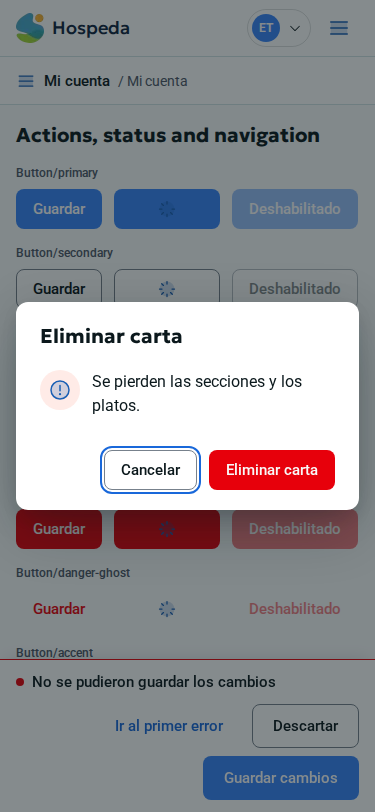 Hospeda
ET
Mi cuenta / Mi cuenta
Actions, status and navigation
Button/primary
Guardar
Deshabilitado
Button/secondary
Guardar
Deshabilitado
Eliminar carta
Se pierden las secciones y los
platos.
Cancelar
Eliminar carta
Guardar
Deshabilitado
Button/danger-ghost
Guardar
Deshabilitado
Button/accent
No se pudieron guardar los cambios
Ir al primer error
Descartar
Guardar cambios